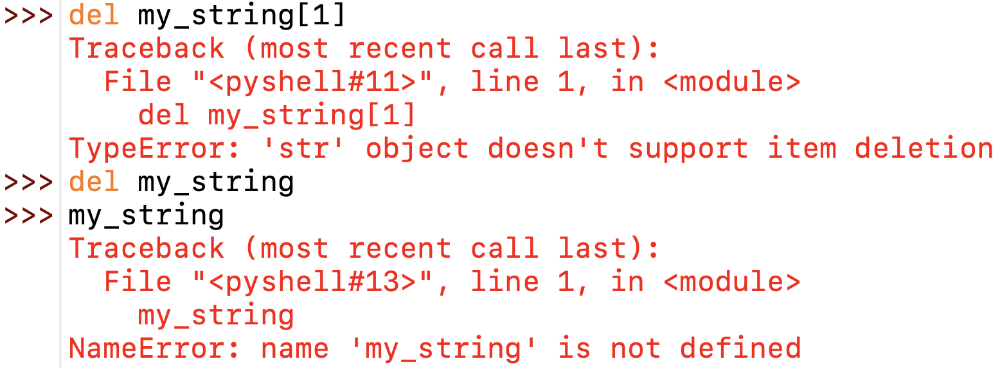 >>> del my_string[1]
Traceback (most recent call last):
  File "<pyshell#11>", line 1, in <module>
    del my_string[1]
TypeError: 'str' object doesn't support item deletion
>>> del my_string
>>> my_string
Traceback (most recent call last):
  File "<pyshell#13>", line 1, in <module>
    my_string
NameError: name 'my_string' is not defined